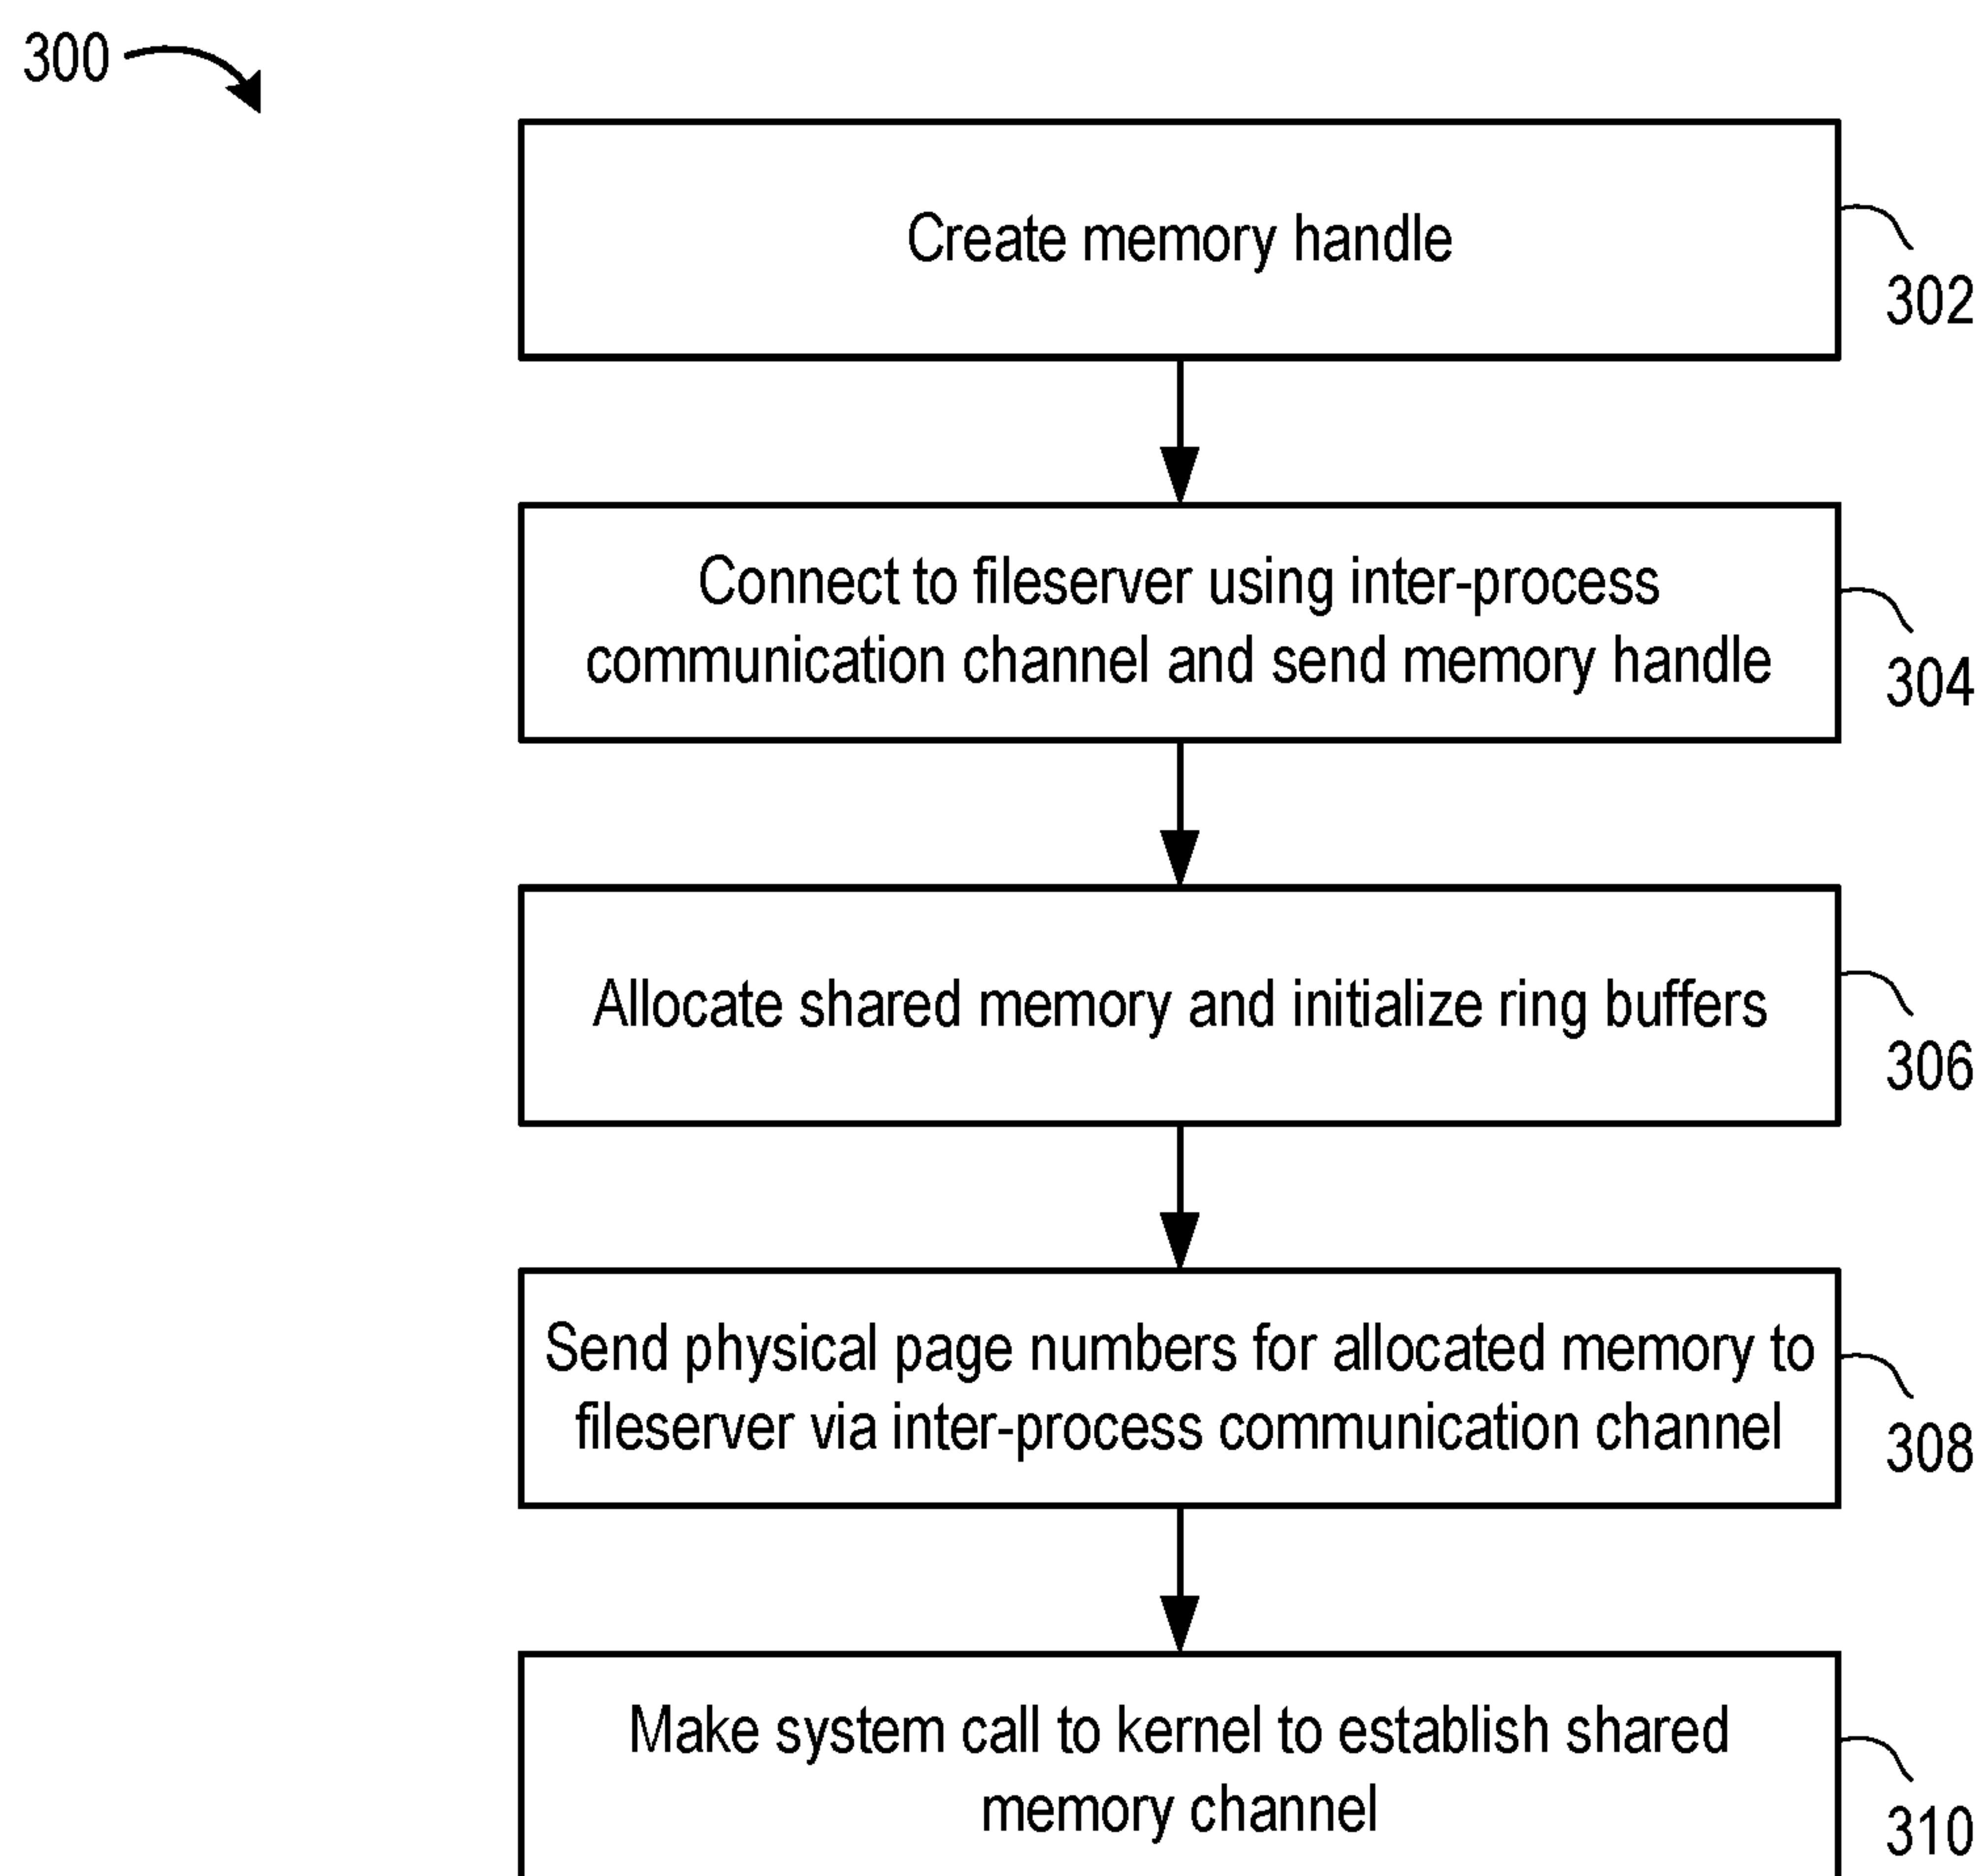 300
Create memory handle
302
Connect to fileserver using inter-process
communication channel and send memory handle
304
Allocate shared memory and initialize ring buffers
306
Send physical page numbers for allocated memory to
fileserver via inter-process communication channel
308
Make system call to kernel to establish shared
memory channel
310